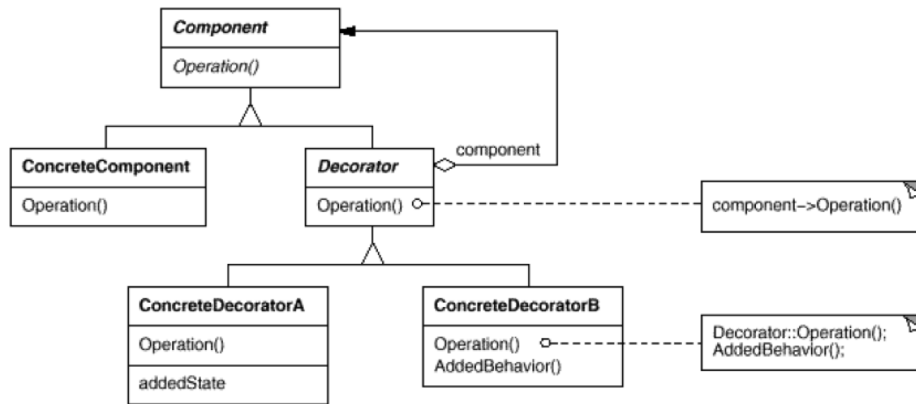 Component
Operation()
ConcreteComponent
Operation()
Decorator
Operation()
component
component->Operation()
ConcreteDecoratorA
Operation()
addedState
ConcreteDecoratorB
Operation()
AddedBehavior()
Decorator::Operation();
AddedBehavior();